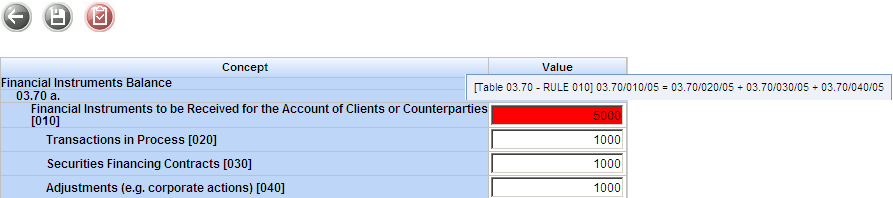 Concept Value
Financial Instruments Balance
[Table 03.70 - RULE 010] 03.70/010/05 = 03.70/020/05 + 03.70/030/05 + 03.70/040/05
03.70 a.
Financial Instruments to be Received for the Account of Clients or Counterparties
[010] 5000
Transactions in Process [020] 1000
Securities Financing Contracts [030] 1000
Adjustments (e.g. corporate actions) [040] 1000